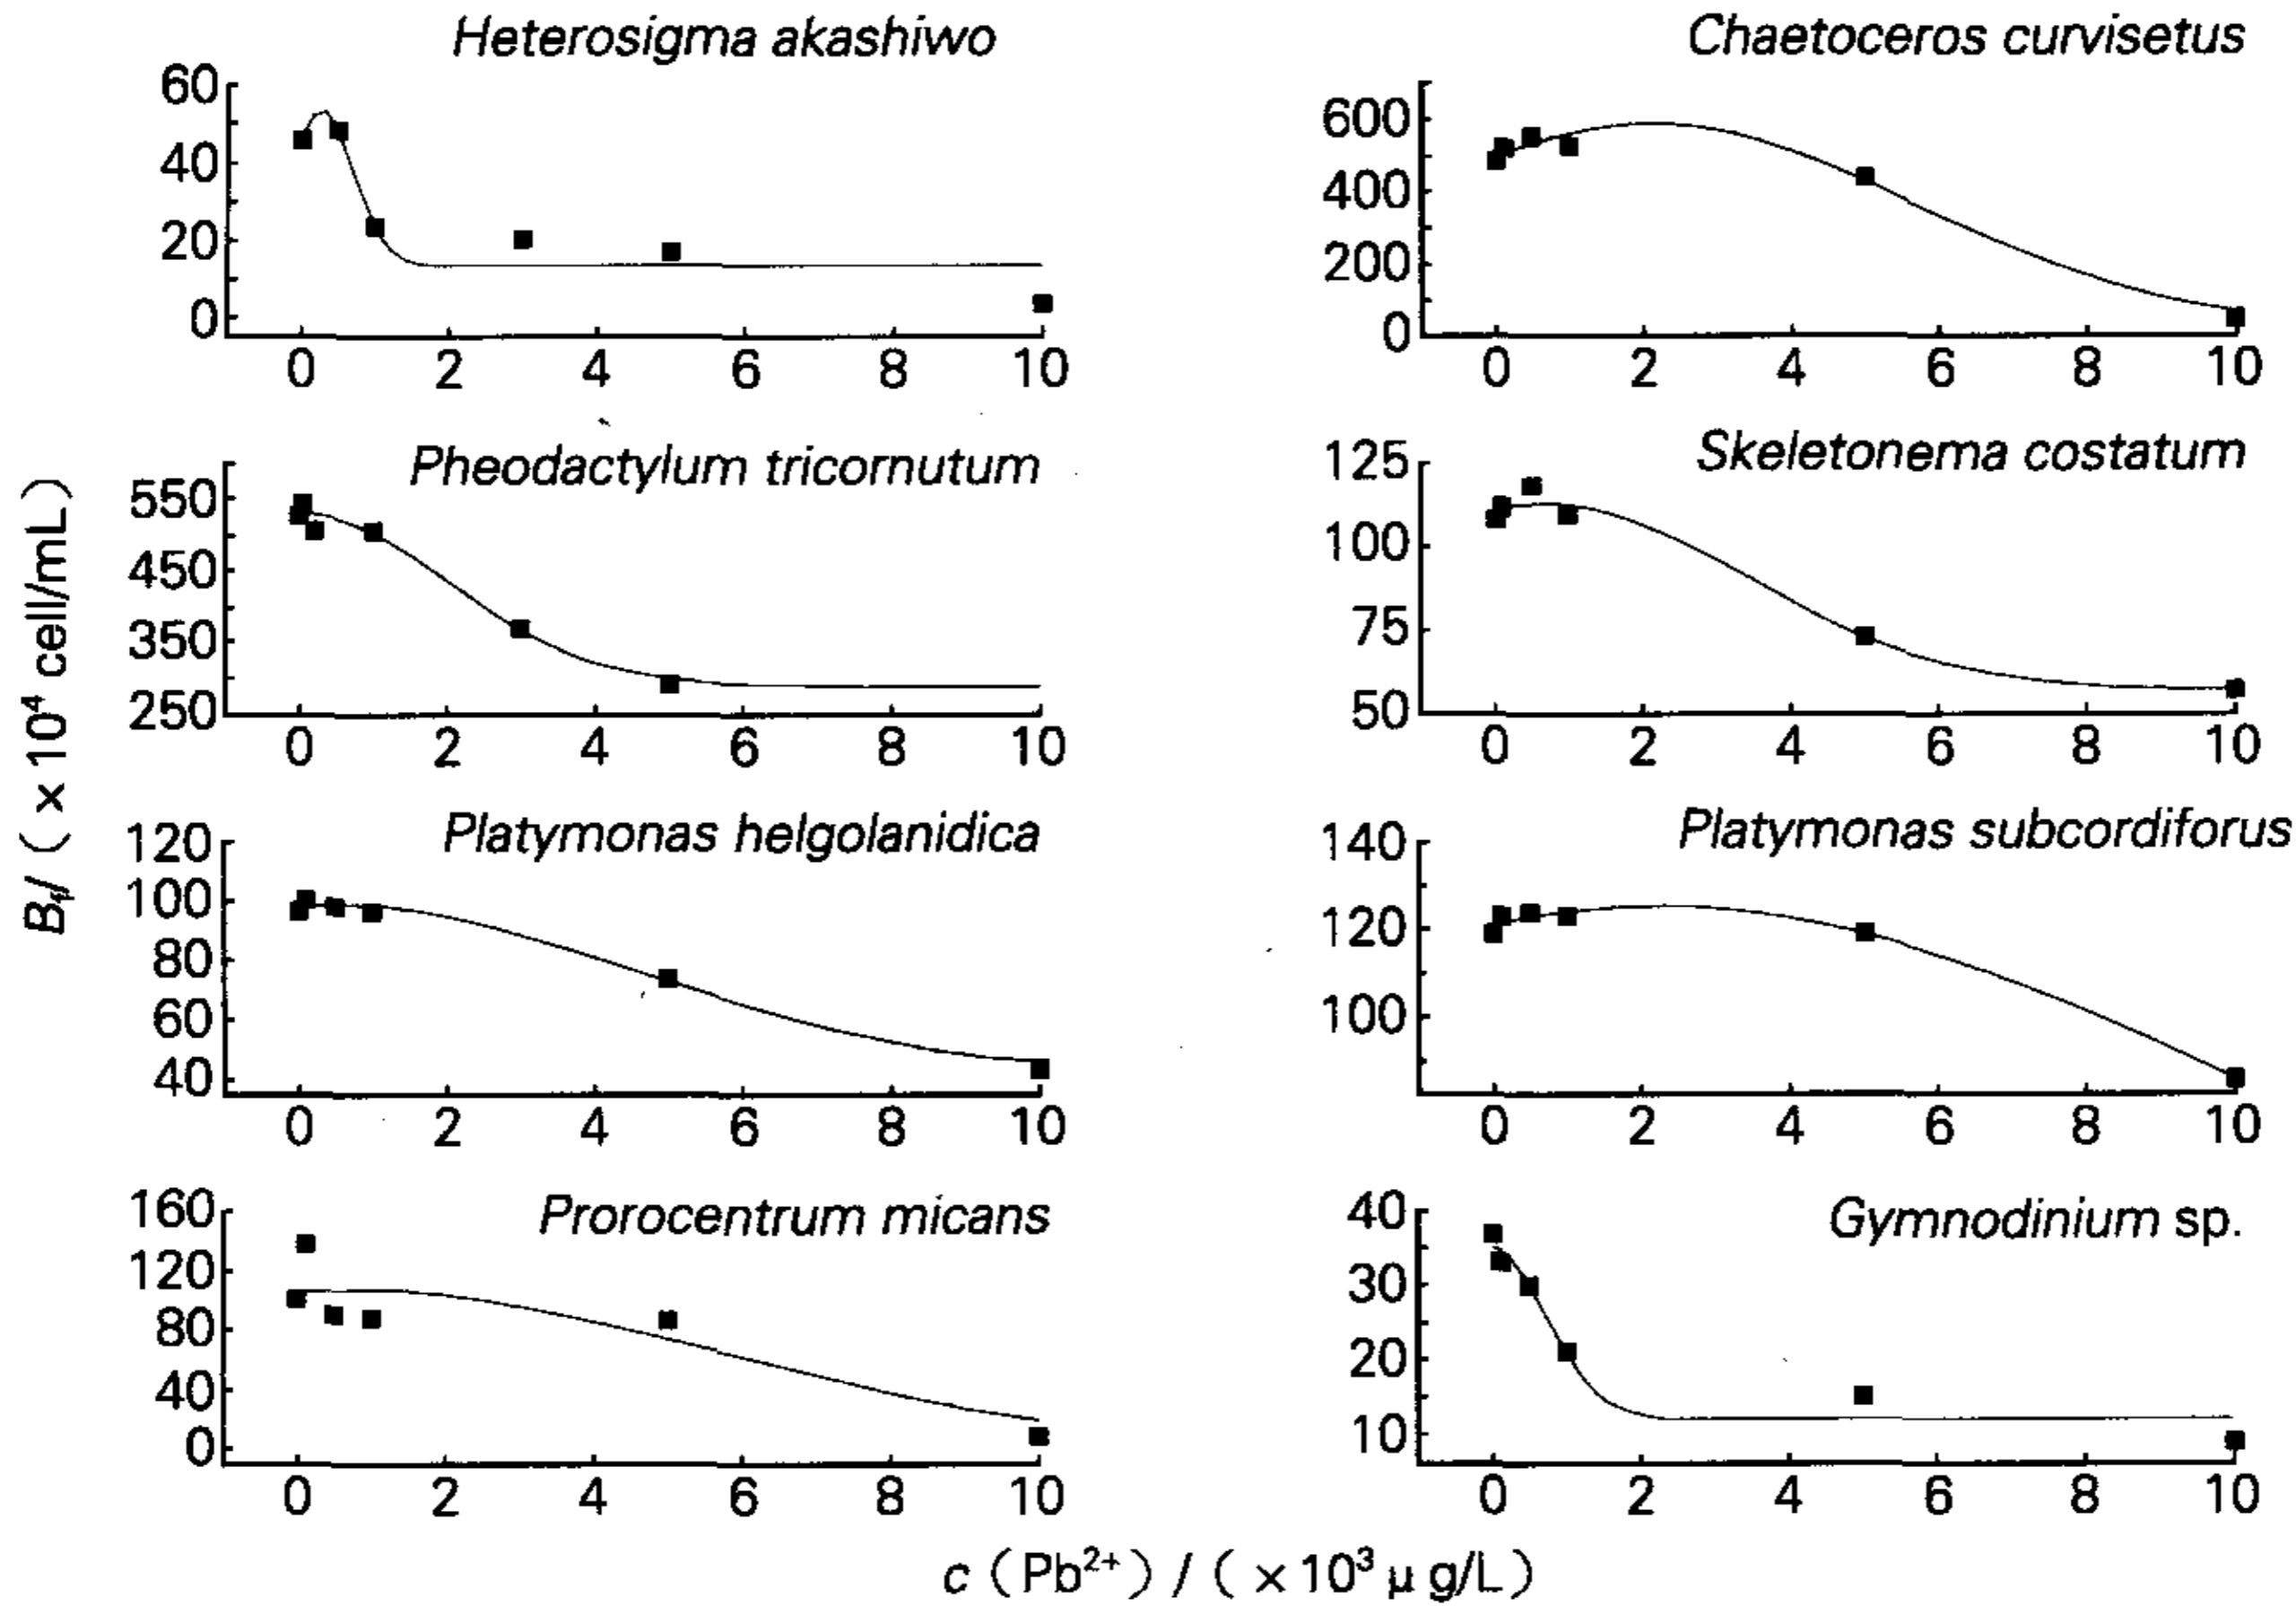 Heterosigma akashiwo
60
40
20
0
0 2 4 6 8 10
Chaetoceros curvisetus
600
400
200
0
0 2 4 6 8 10
Pheodactylum tricornutum
550
450
350
250
0 2 4 6 8 10
Skeletonema costatum
125
100
75
50
0 2 4 6 8 10
Platymonas helgolanidica
120
100
80
60
40
0 2 4 6 8 10
Platymonas subcordiforus
140
120
100
0 2 4 6 8 10
Prorocentrum micans
160
120
80
40
0
0 2 4 6 8 10
Gymnodinium sp.
40
30
20
10
0 2 4 6 8 10
B_f/ ( × 10⁴ cell/mL)
c ( Pb²⁺ ) / ( × 10³ μ g/L )